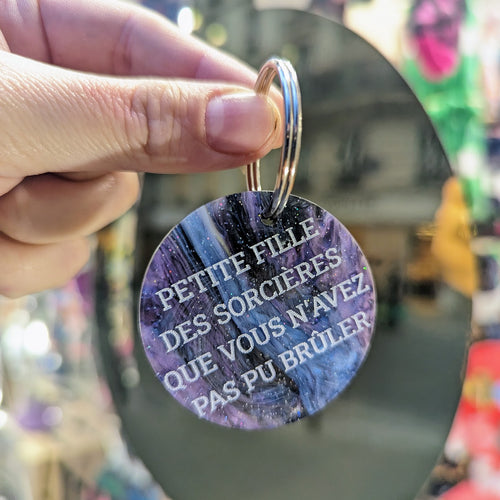 PETITE FILLE
DES SORCIÈRES
QUE VOUS N'AVEZ
PAS PU BRÛLER